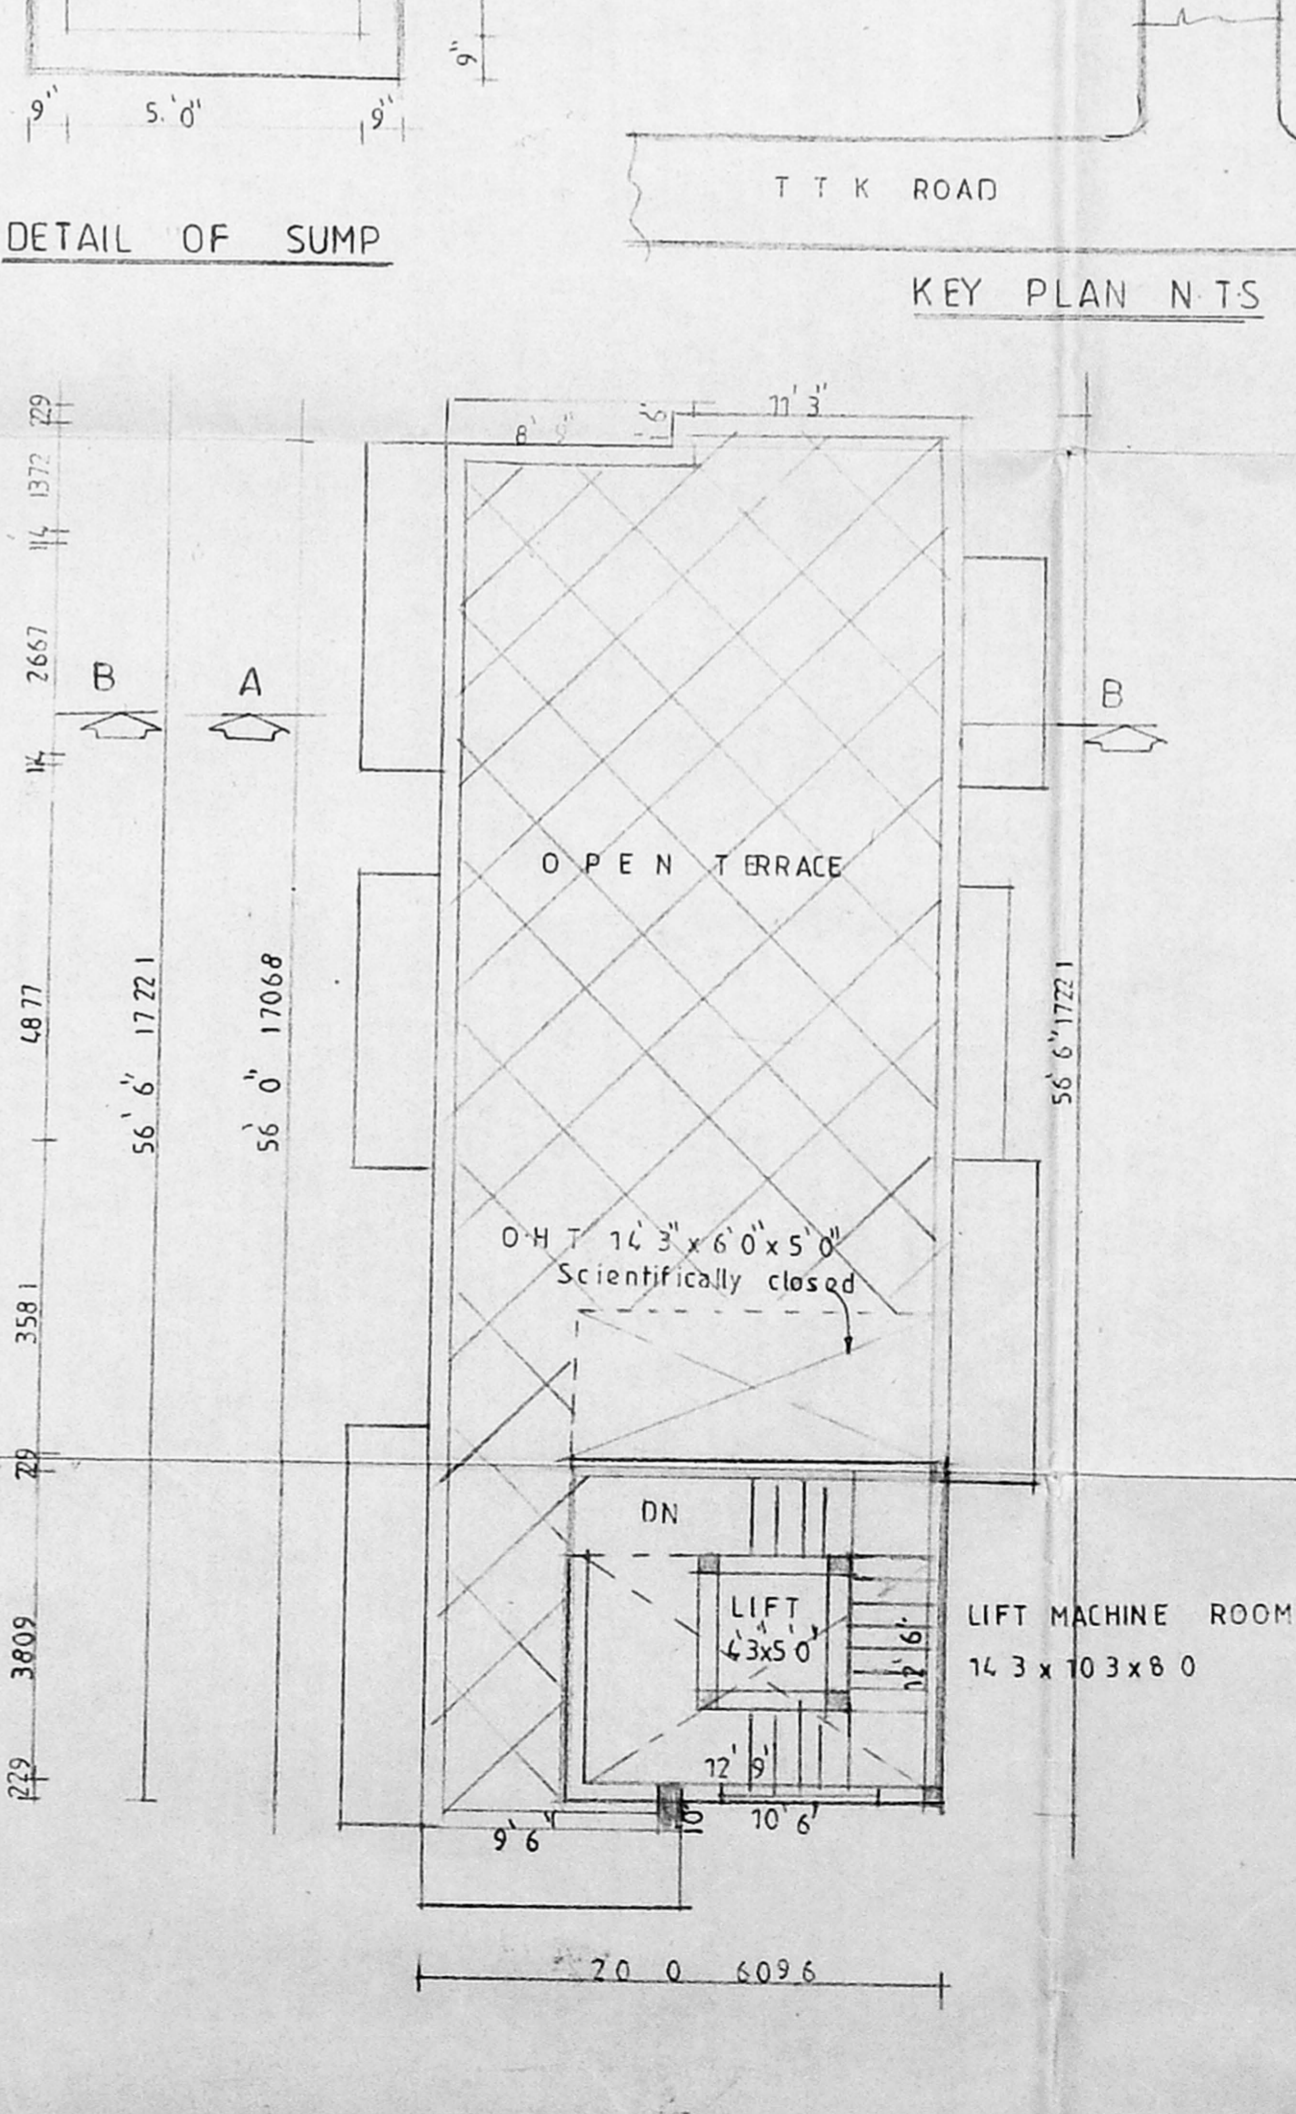 9"
9"
5.'0"
9"
T T K ROAD
DETAIL OF SUMP
KEY PLAN N.T.S
229
11' 3"
8' 9"
1372
114
2667
B
A
B
114
OPEN TERRACE
4877
56' 6" 17221
56' 0" 17068
56' 6" 17221
O.H.T 14' 3" x 6' 0" x 5' 0"
Scientifically closed
3581
229
DN
LIFT
4'3"x5'0"
12' 6"
LIFT MACHINE ROOM
14 3 x 10 3 x 8 0
3809
12' 9"
229
9' 6"
10' 6"
20 0 6096